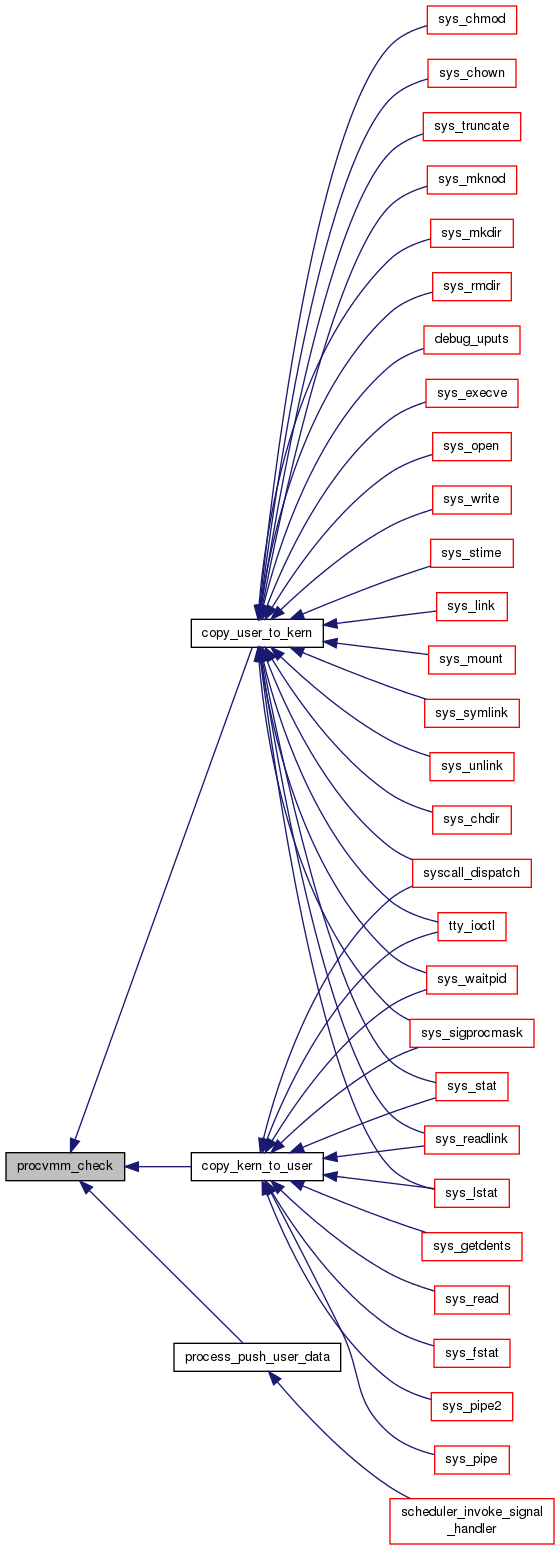 sys_chmod
sys_chown
sys_truncate
sys_mknod
sys_mkdir
sys_rmdir
debug_uputs
sys_execve
sys_open
sys_write
sys_stime
sys_link
copy_user_to_kern
sys_mount
sys_symlink
sys_unlink
sys_chdir
syscall_dispatch
tty_ioctl
sys_waitpid
sys_sigprocmask
sys_stat
sys_readlink
procvmm_check
copy_kern_to_user
sys_lstat
sys_getdents
sys_read
sys_fstat
process_push_user_data
sys_pipe2
sys_pipe
scheduler_invoke_signal
_handler